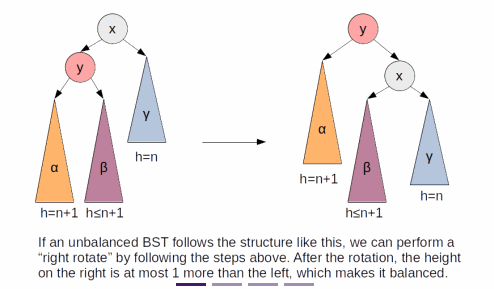 x
y
γ
α
β
h=n
h=n+1
h≤n+1
y
x
α
β
γ
h=n+1
h=n
h≤n+1
If an unbalanced BST follows the structure like this, we can perform a
“right rotate” by following the steps above. After the rotation, the height
on the right is at most 1 more than the left, which makes it balanced.